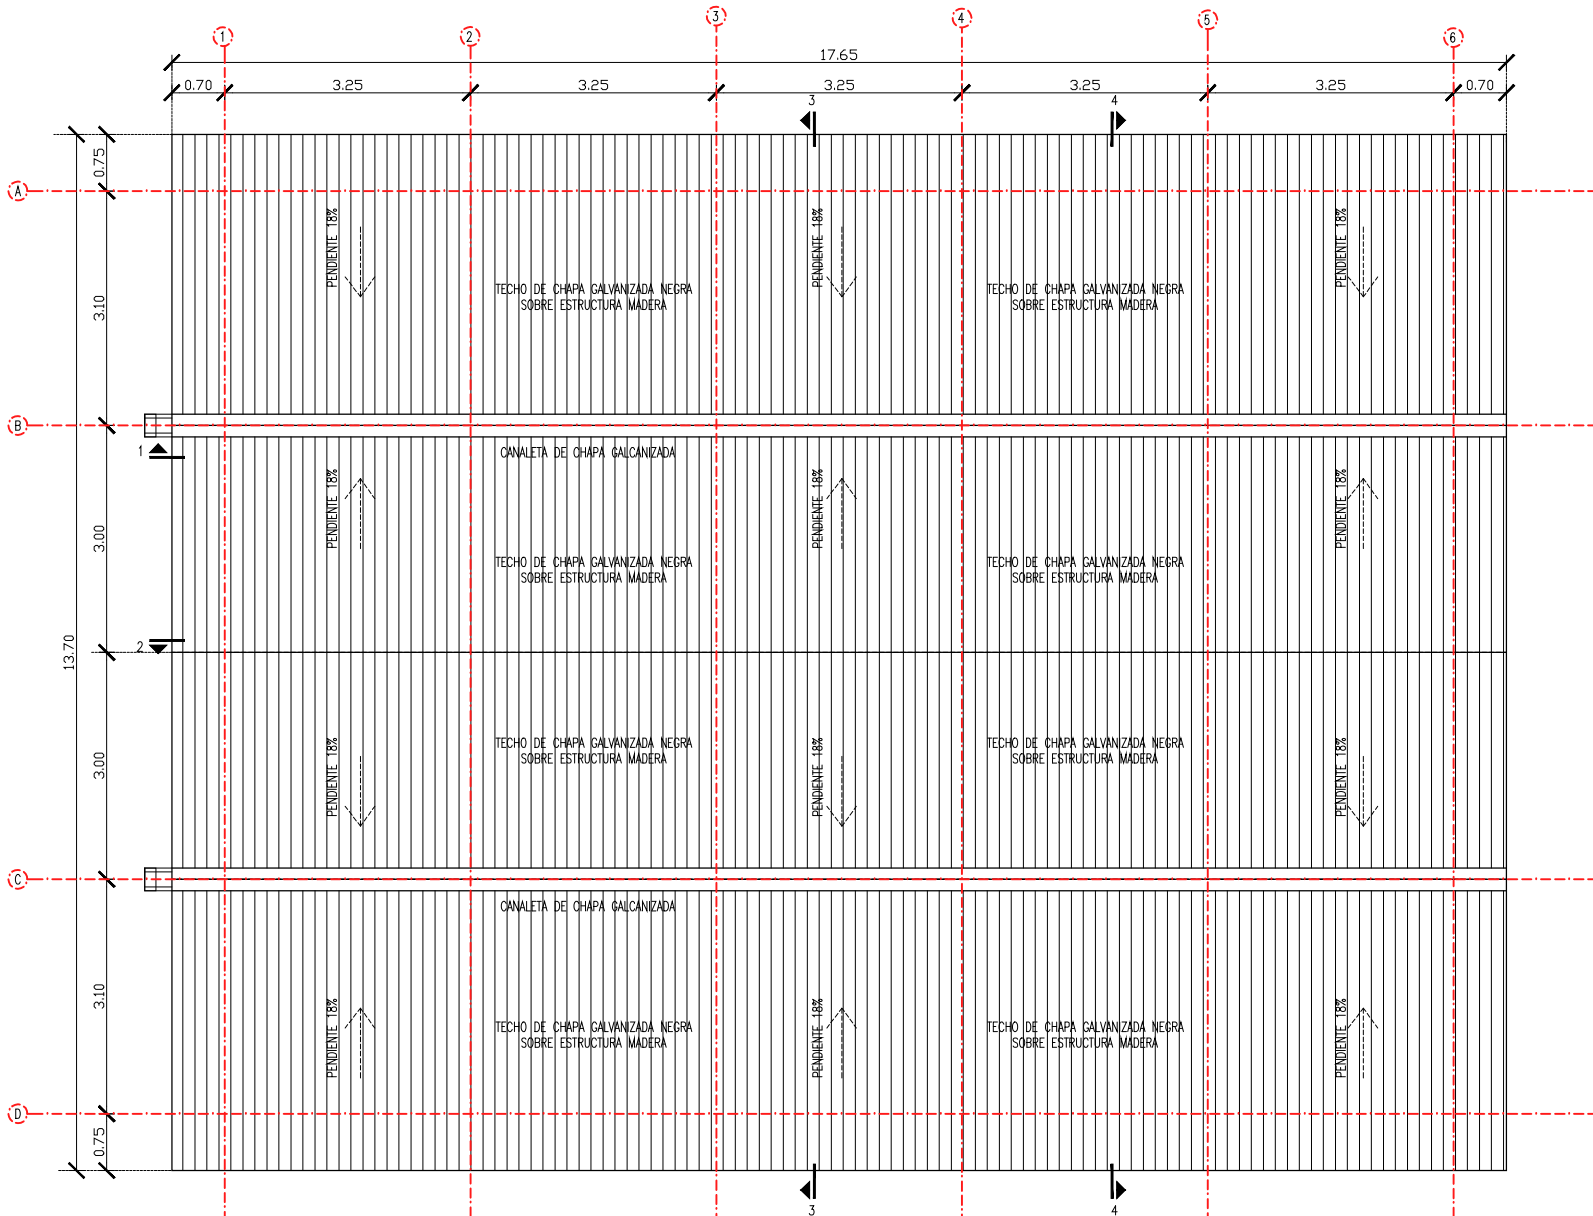 3
4
5
1
2
6
17.65
0.70
3.25
3.25
3.25
3.25
3.25
0.70
3
4
0.75
A
PENDIENTE 18%
PENDIENTE 18%
PENDIENTE 18%
TECHO DE CHAPA GALVANIZADA NEGRA
SOBRE ESTRUCTURA MADERA
TECHO DE CHAPA GALVANIZADA NEGRA
SOBRE ESTRUCTURA MADERA
3.10
B
1
CANALETA DE CHAPA GALCANIZADA
PENDIENTE 18%
PENDIENTE 18%
PENDIENTE 18%
3.00
TECHO DE CHAPA GALVANIZADA NEGRA
SOBRE ESTRUCTURA MADERA
TECHO DE CHAPA GALVANIZADA NEGRA
SOBRE ESTRUCTURA MADERA
13.70
2
3.00
TECHO DE CHAPA GALVANIZADA NEGRA
SOBRE ESTRUCTURA MADERA
TECHO DE CHAPA GALVANIZADA NEGRA
SOBRE ESTRUCTURA MADERA
PENDIENTE 18%
PENDIENTE 18%
PENDIENTE 18%
C
CANALETA DE CHAPA GALCANIZADA
3.10
PENDIENTE 18%
PENDIENTE 18%
PENDIENTE 18%
TECHO DE CHAPA GALVANIZADA NEGRA
SOBRE ESTRUCTURA MADERA
TECHO DE CHAPA GALVANIZADA NEGRA
SOBRE ESTRUCTURA MADERA
D
0.75
3
4